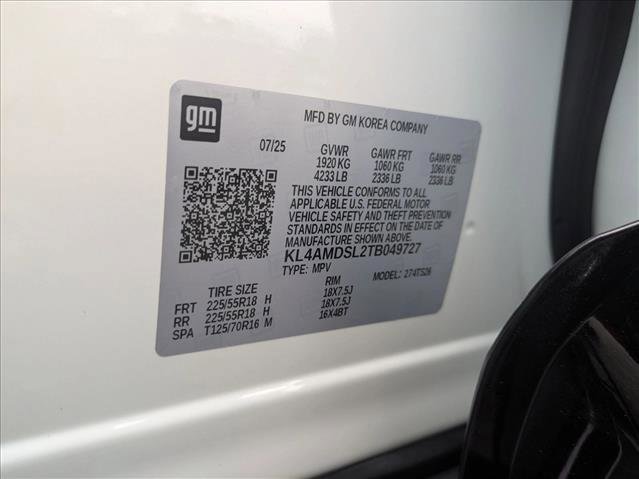 gm
MFD BY GM KOREA COMPANY
07/25 GVWR GAWR FRT GAWR RR
1920 KG 1060 KG 1060 KG
4233 LB 2336 LB 2336 LB
THIS VEHICLE CONFORMS TO ALL
APPLICABLE U.S. FEDERAL MOTOR
VEHICLE SAFETY AND THEFT PREVENTION
STANDARDS IN EFFECT ON THE DATE OF
MANUFACTURE SHOWN ABOVE.
KL4AMDSL2TB049727
TYPE: MPV MODEL: 274TS26
TIRE SIZE RIM
FRT 225/55R18 H 18X7.5J
RR 225/55R18 H 18X7.5J
SPA T125/70R16 M 16X4BT